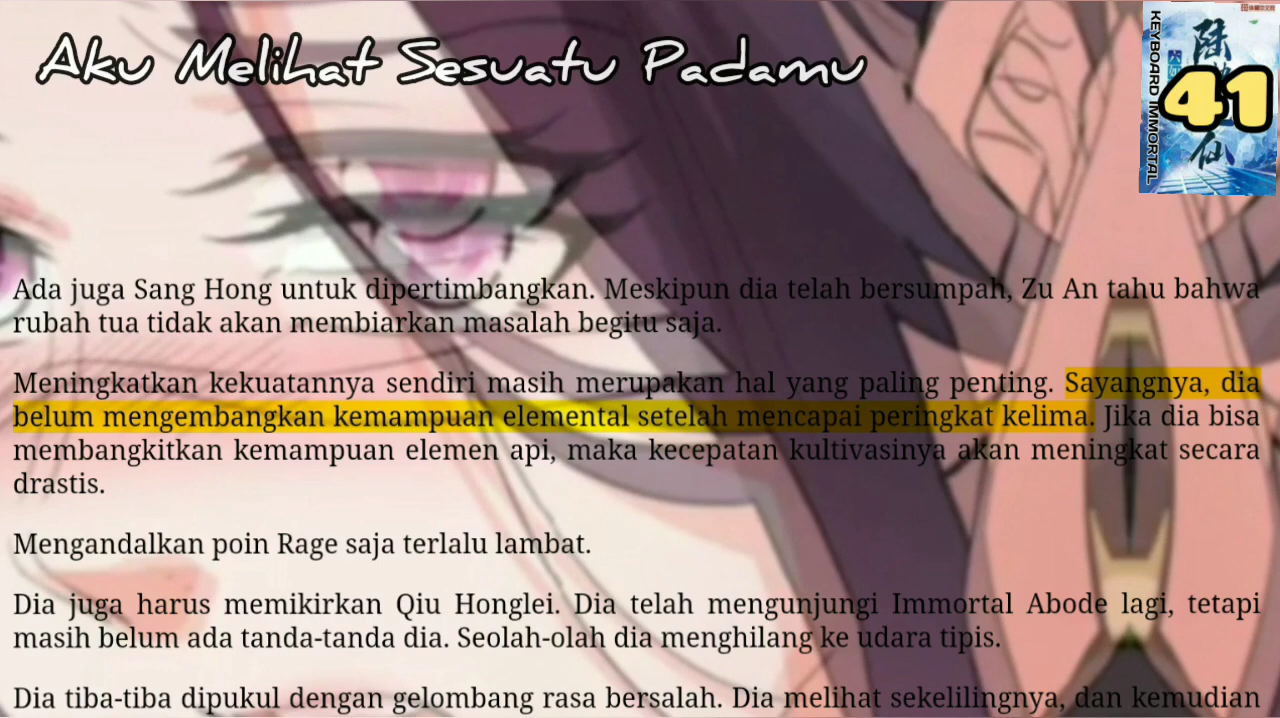 Aku Melihat Sesuatu Padamu
KEYBOARD IMMORTAL
陆
仙
41
Ada juga Sang Hong untuk dipertimbangkan. Meskipun dia telah bersumpah, Zu An tahu bahwa
rubah tua tidak akan membiarkan masalah begitu saja.
Meningkatkan kekuatannya sendiri masih merupakan hal yang paling penting. Sayangnya, dia
belum mengembangkan kemampuan elemental setelah mencapai peringkat kelima. Jika dia bisa
membangkitkan kemampuan elemen api, maka kecepatan kultivasinya akan meningkat secara
drastis.
Mengandalkan poin Rage saja terlalu lambat.
Dia juga harus memikirkan Qiu Honglei. Dia telah mengunjungi Immortal Abode lagi, tetapi
masih belum ada tanda-tanda dia. Seolah-olah dia menghilang ke udara tipis.
Dia tiba-tiba dipukul dengan gelombang rasa bersalah. Dia melihat sekelilingnya, dan kemudian